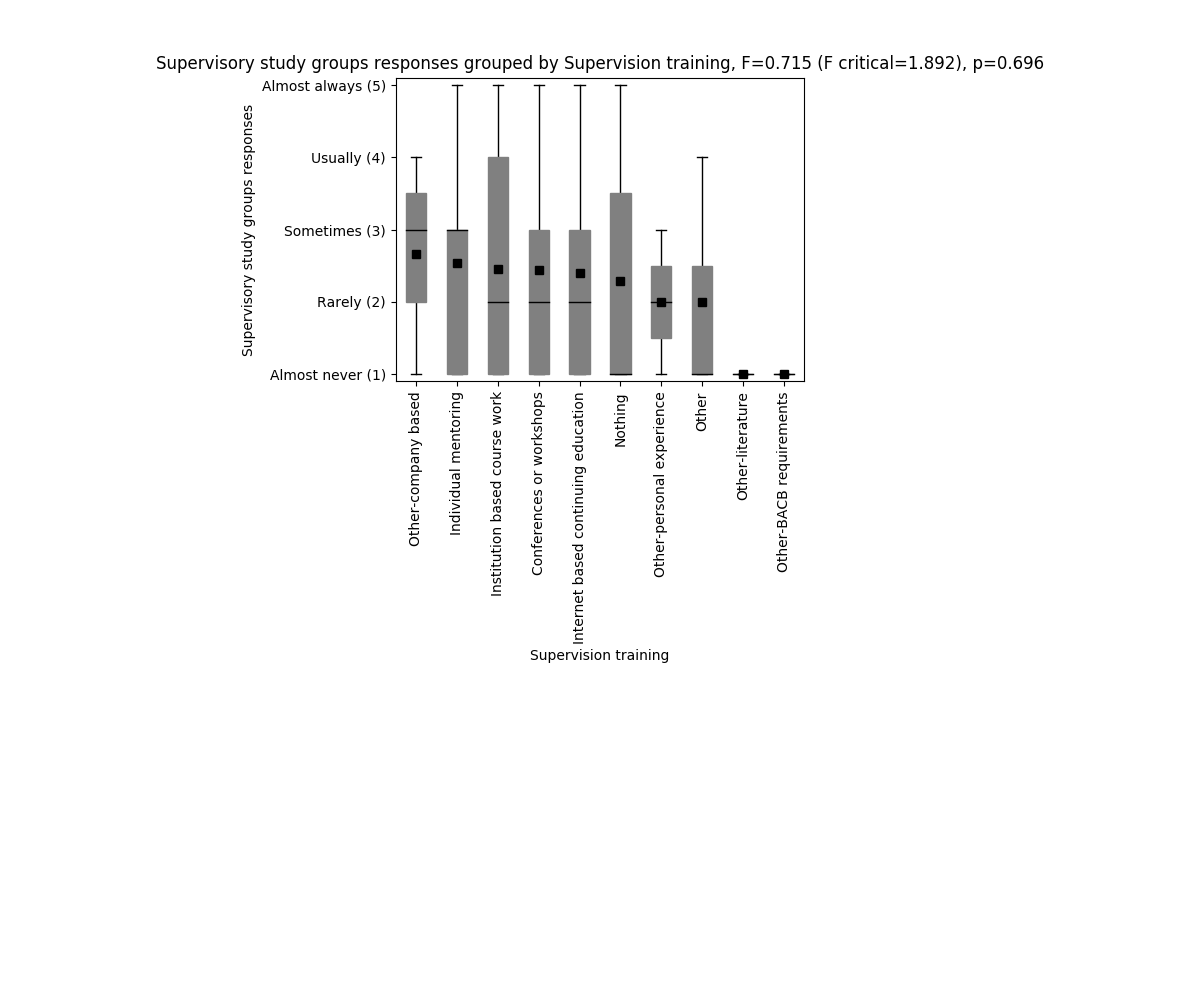 Supervisory study groups responses grouped by Supervision training, F=0.715 (F critical=1.892), p=0.696
Supervisory study groups responses
Almost always (5)
Usually (4)
Sometimes (3)
Rarely (2)
Almost never (1)
Other-company based
Individual mentoring
Institution based course work
Conferences or workshops
Internet based continuing education
Nothing
Other-personal experience
Other
Other-literature
Other-BACB requirements
Supervision training